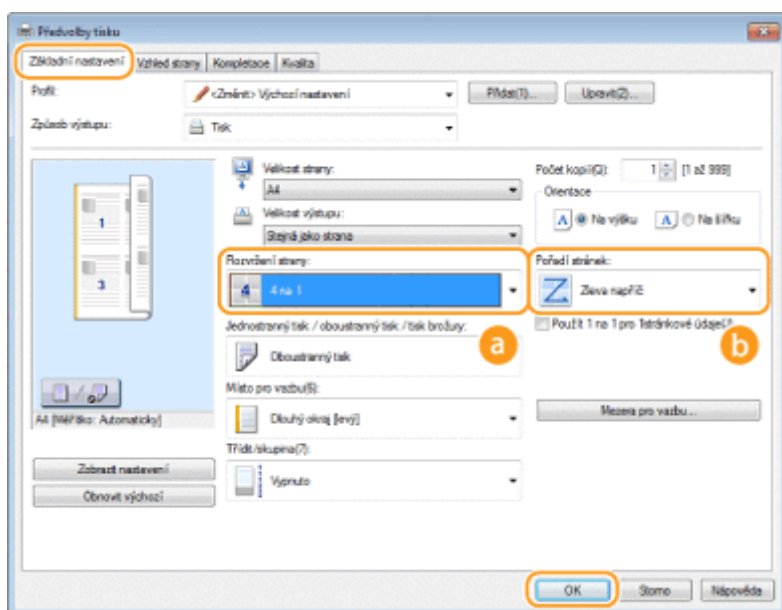 Předvolby tisku
Základní nastavení Vzhled strany Kompletace Kvalita
Profil: <Změnit> Výchozí nastavení Přidat(1)... Upravit(2)...
Způsob výstupu: Tisk
Velikost strany: Počet kopií(Q): 1 [1 až 999]
A4 Orientace
Velikost výstupu: A Na výšku A Na šířku
Stejná jako strana
Rozvržení strany: Pořadí stránek:
4 4 na 1 Zleva napříč
Jednostranný tisk / oboustranný tisk / tisk brožury: a Použít 1 na 1 pro 1stránkové údaje b
Oboustranný tisk
1
3
Místo pro vazbu(6):
A4 [Měřítko: Automaticky] Dlouhý okraj [levý] Mezera pro vazbu...
Třídit/skupina(7):
Zobrazit nastavení Vypnuto
Obnovit výchozí
OK Storno Nápověda